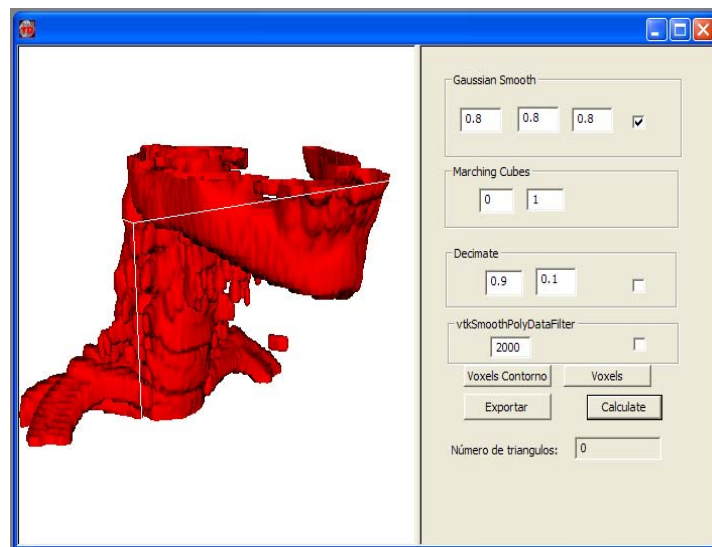 Gaussian Smooth
0.8 0.8 0.8
Marching Cubes
0 1
Decimate
0.9 0.1
vtkSmoothPolyDataFilter
2000
Voxels Contorno Voxels
Exportar Calculate
Número de triangulos: 0